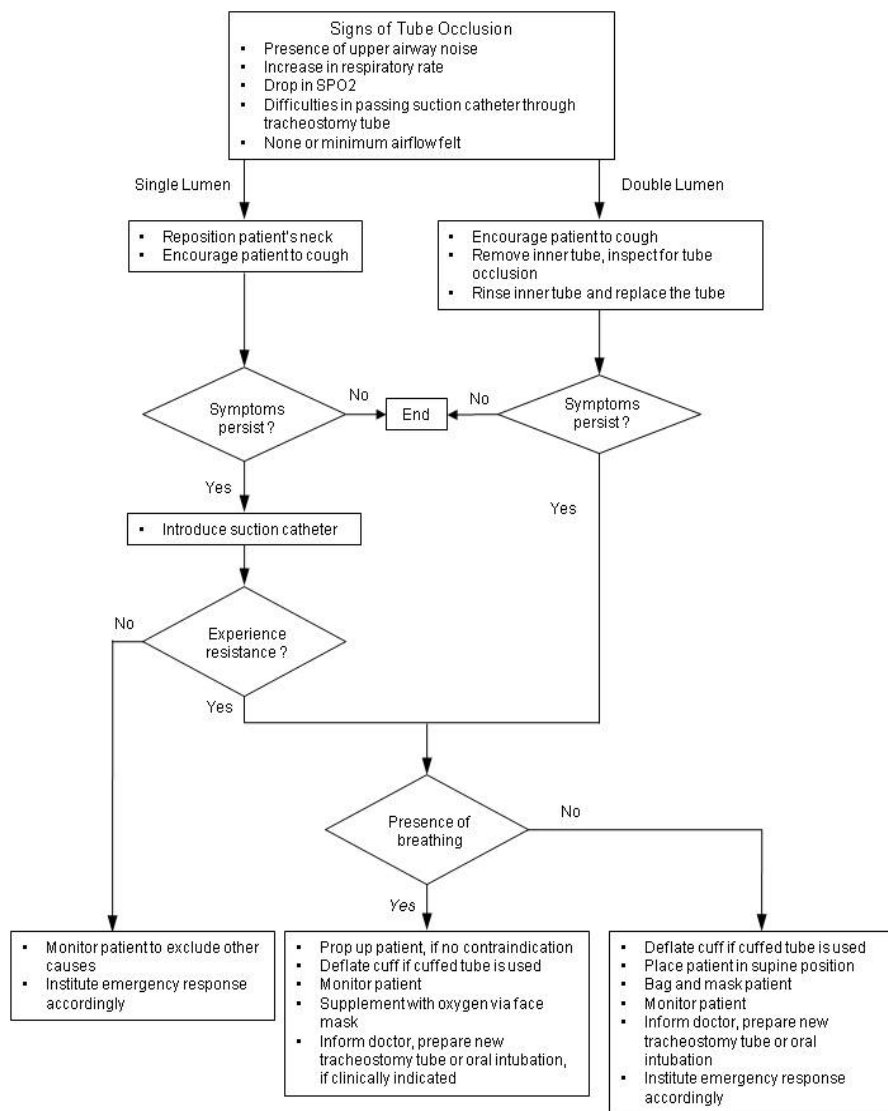 Signs of Tube Occlusion
▪ Presence of upper airway noise
▪ Increase in respiratory rate
▪ Drop in SPO2
▪ Difficulties in passing suction catheter through
tracheostomy tube
▪ None or minimum airflow felt
Single Lumen
Double Lumen
▪ Reposition patient's neck
▪ Encourage patient to cough
▪ Encourage patient to cough
▪ Remove inner tube, inspect for tube
occlusion
▪ Rinse inner tube and replace the tube
Symptoms
persist ?
No
End
No
Symptoms
persist ?
Yes
Yes
▪ Introduce suction catheter
No
Experience
resistance ?
Yes
Presence of
breathing
No
Yes
▪ Monitor patient to exclude other
causes
▪ Institute emergency response
accordingly
▪ Prop up patient, if no contraindication
▪ Deflate cuff if cuffed tube is used
▪ Monitor patient
▪ Supplement with oxygen via face
mask
▪ Inform doctor, prepare new
tracheostomy tube or oral intubation,
if clinically indicated
▪ Deflate cuff if cuffed tube is used
▪ Place patient in supine position
▪ Bag and mask patient
▪ Monitor patient
▪ Inform doctor, prepare new
tracheostomy tube or oral
intubation
▪ Institute emergency response
accordingly